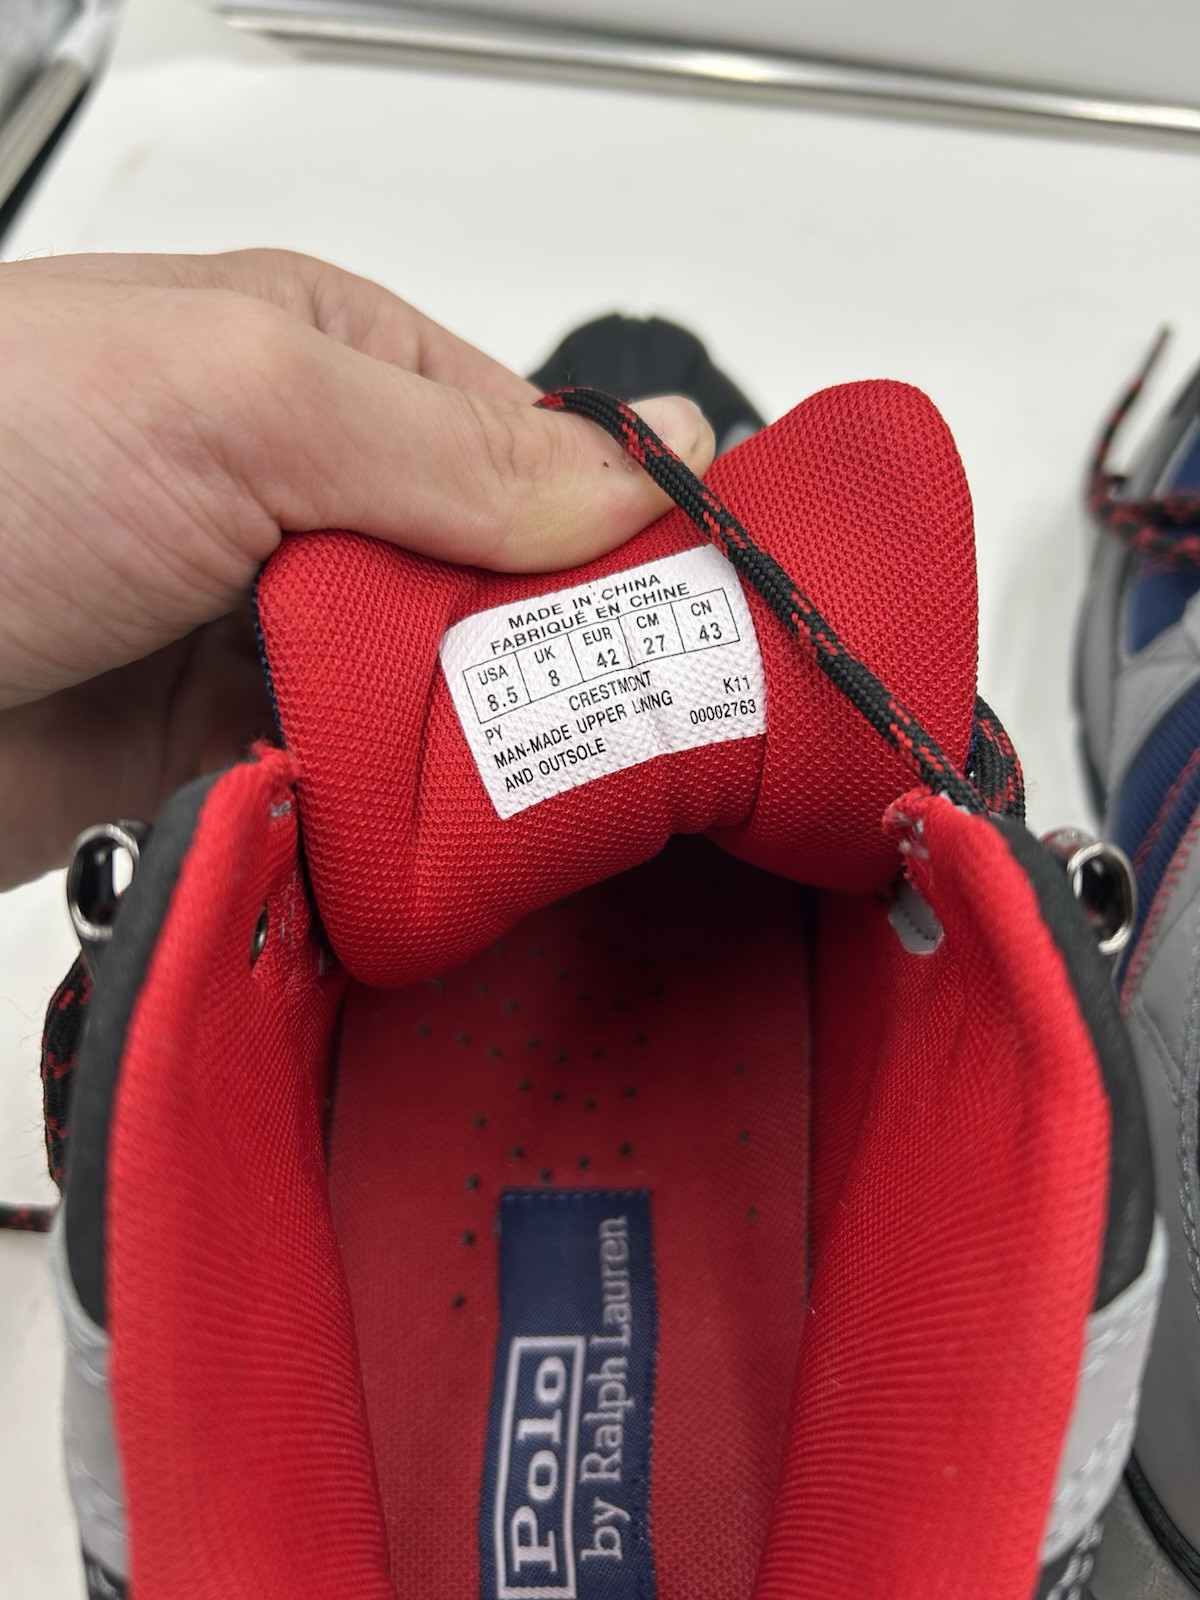 MADE IN CHINA
FABRIQUÉ EN CHINE
USA UK EUR CM CN
8.5 8 42 27 43
PY CRESTMONT K11
MAN-MADE UPPER LINING 00002763
AND OUTSOLE
Polo
by Ralph Lauren